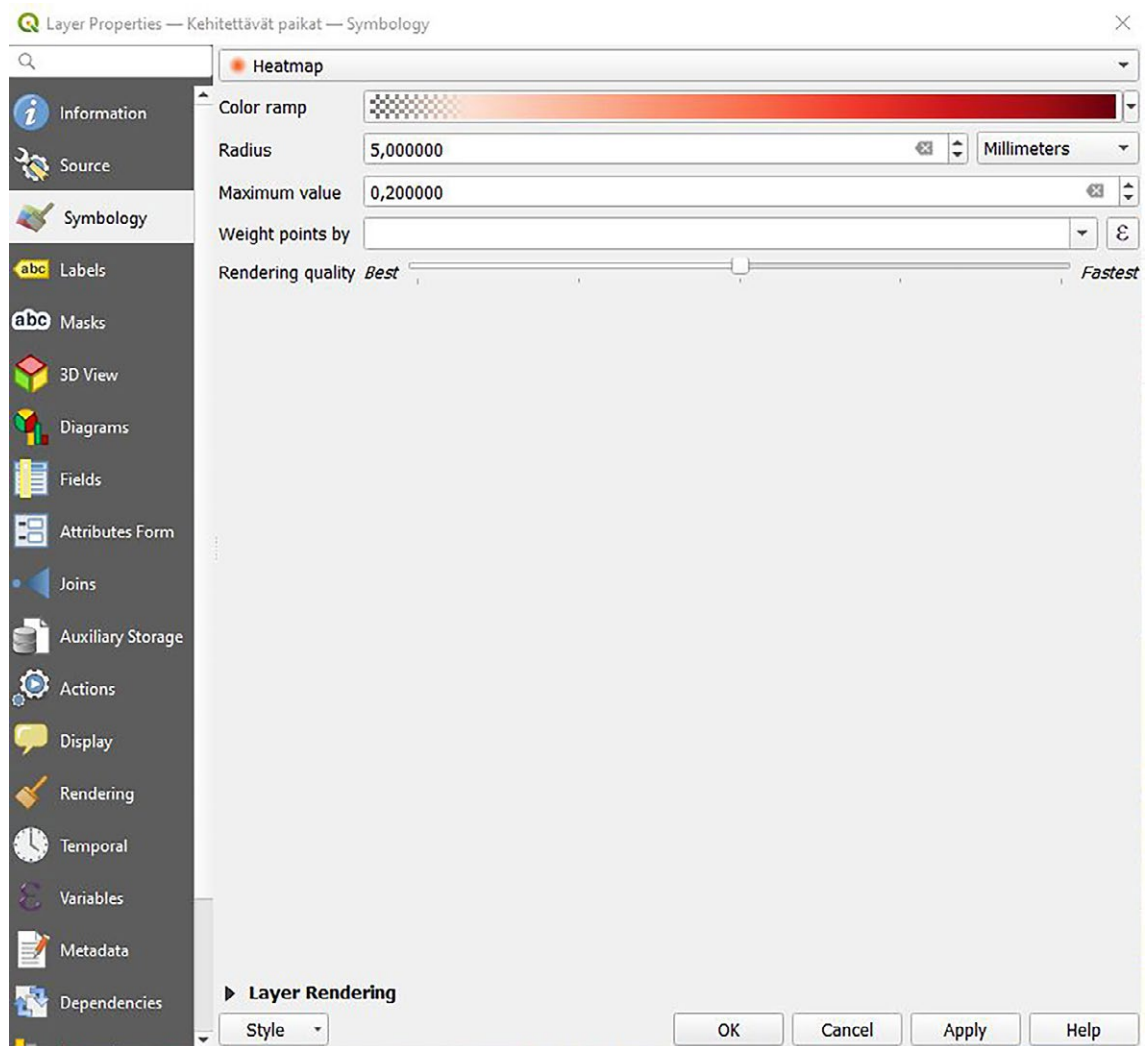 Layer Properties — Kehitettävät paikat — Symbology
Heatmap
Information
Color ramp
Radius 5,000000 Millimeters
Source
Maximum value 0,200000
Symbology
Weight points by ε
abc Labels
Rendering quality Best Fastest
abc Masks
3D View
Diagrams
Fields
Attributes Form
Joins
Auxiliary Storage
Actions
Display
Rendering
Temporal
Variables
Metadata
Dependencies
Layer Rendering
Style OK Cancel Apply Help